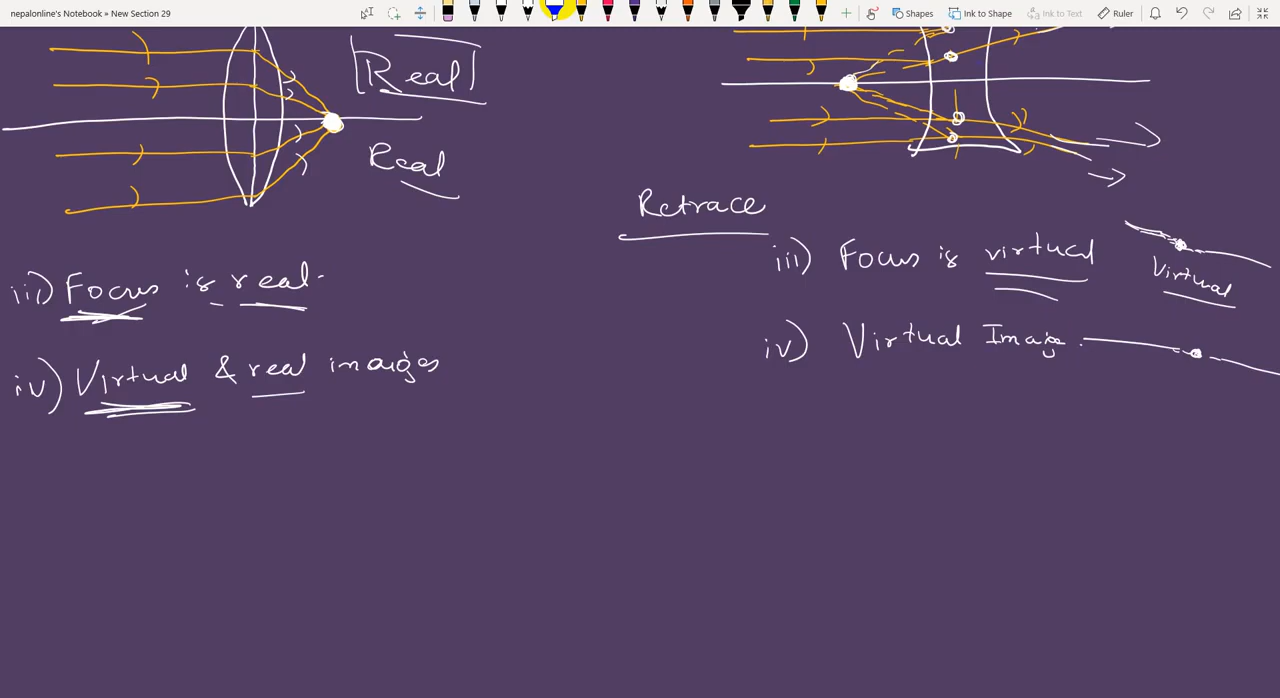 nepalonline's Notebook » New Section 29
Shapes Ink to Shape Ink to Text Ruler
Real
Real
iii) Focus is real
iv) Virtual & real images
Retrace
iii) Focus is virtual
Virtual
iv) Virtual Image.